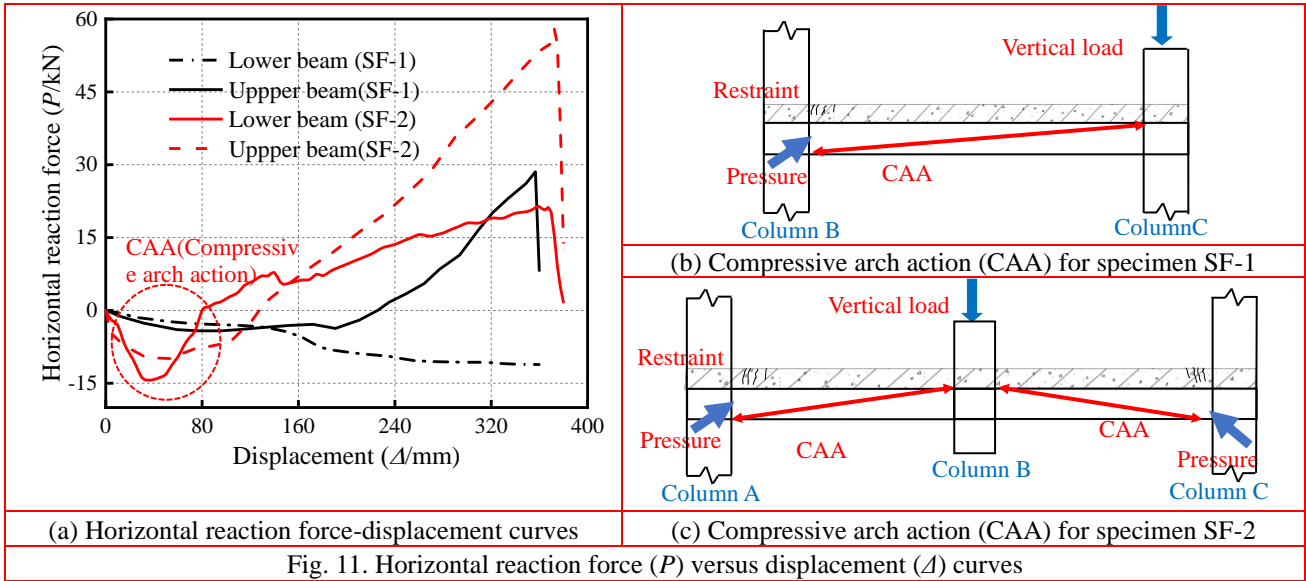 60
45
30
15
0
-15
0
80
160
240
320
400
Horizontal reaction force (P/kN)
Displacement (Δ/mm)
Lower beam (SF-1)
Uppper beam(SF-1)
Lower beam (SF-2)
Uppper beam(SF-2)
CAA(Compressiv
e arch action)
(a) Horizontal reaction force-displacement curves
Vertical load
Restraint
Pressure
CAA
Column B
ColumnC
(b) Compressive arch action (CAA) for specimen SF-1
Vertical load
Restraint
Pressure
CAA
CAA
Pressure
Column B
Column A
Column C
(c) Compressive arch action (CAA) for specimen SF-2
Fig. 11. Horizontal reaction force (P) versus displacement (Δ) curves